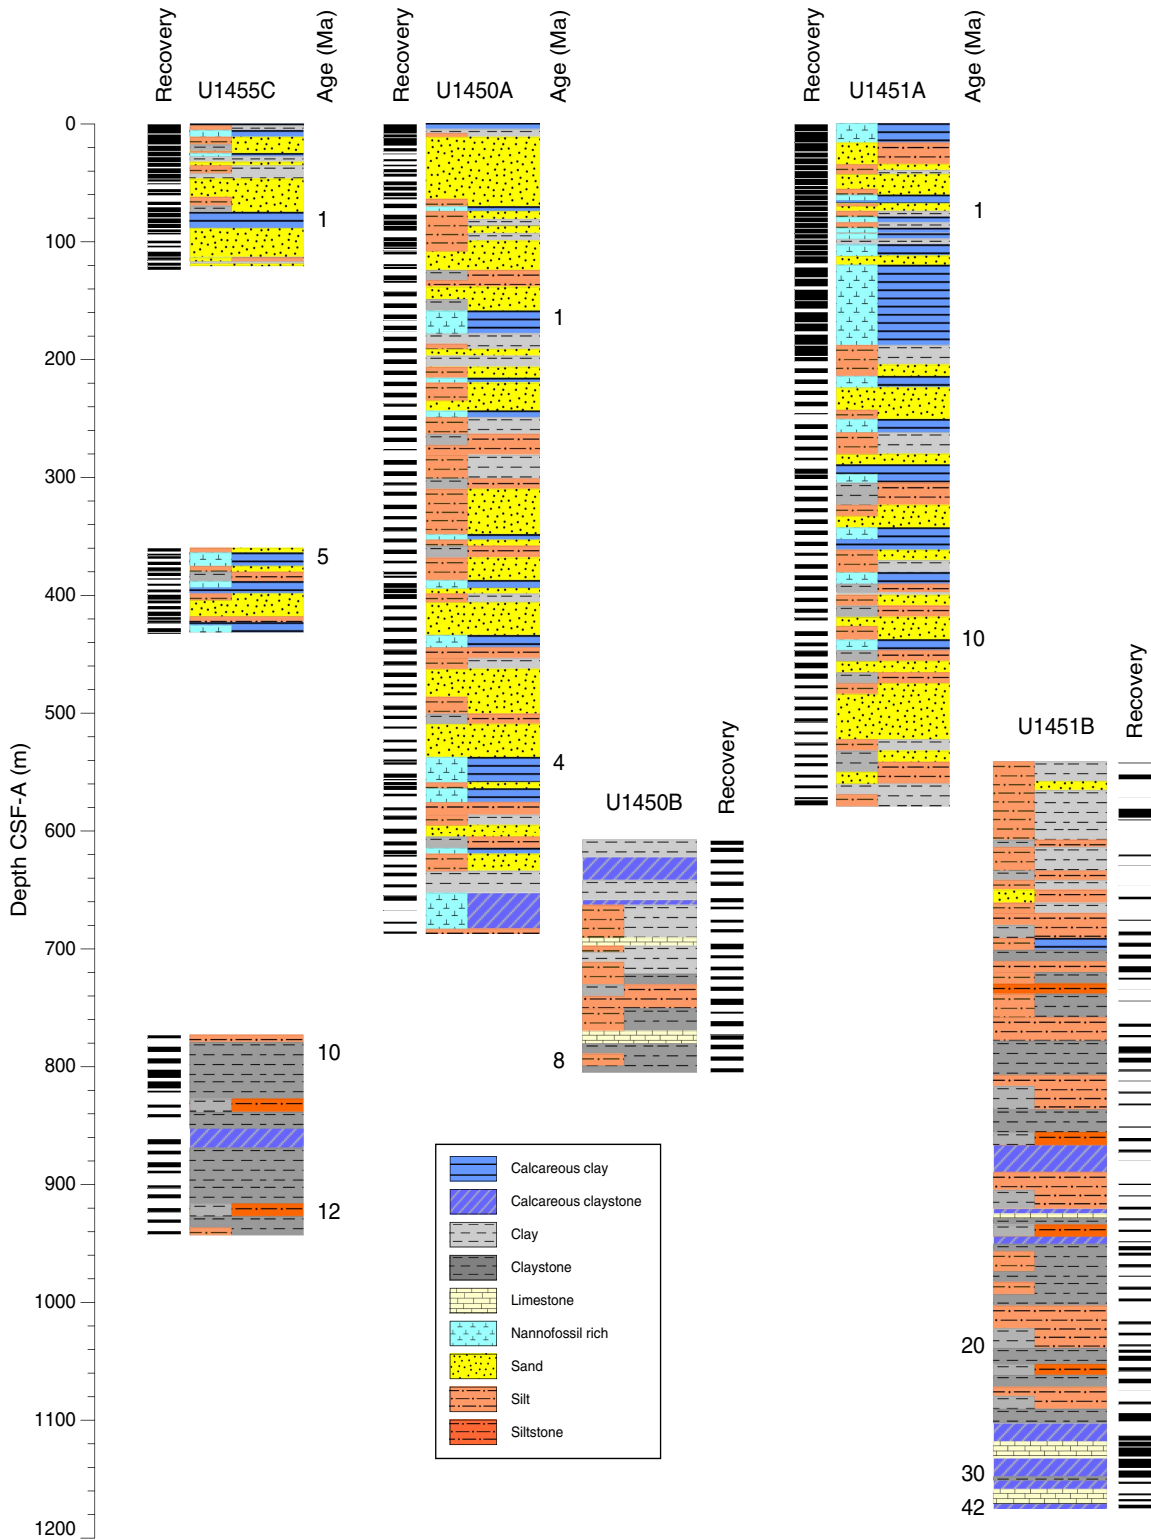 Recovery
U1455C
Age (Ma)
Recovery
U1450A
Age (Ma)
Recovery
U1451A
Age (Ma)
0
100
200
300
400
500
600
700
800
900
1000
1100
1200
Depth CSF-A (m)
1
5
10
12
1
4
U1450B
Recovery
8
1
10
U1451B
Recovery
20
30
42
Calcareous clay
Calcareous claystone
Clay
Claystone
Limestone
Nannofossil rich
Sand
Silt
Siltstone